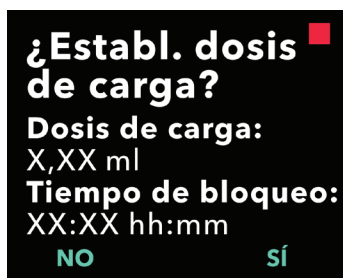 ¿Establ. dosis
de carga?
Dosis de carga:
X,XX ml
Tiempo de bloqueo:
XX:XX hh:mm
NO SÍ